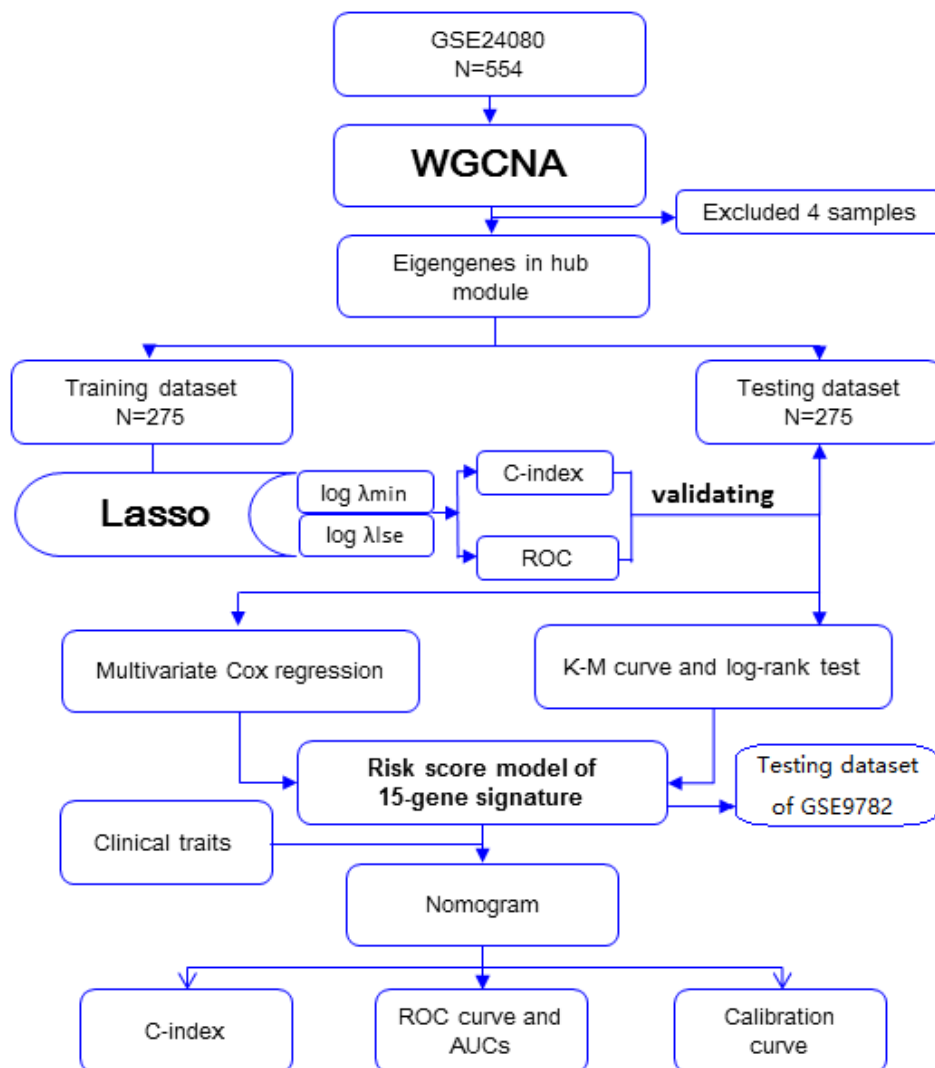 GSE24080
N=554
WGCNA
Excluded 4 samples
Eigengenes in hub
module
Training dataset
N=275
Testing dataset
N=275
Lasso
log λmin
log λlse
C-index
ROC
validating
Multivariate Cox regression
K-M curve and log-rank test
Risk score model of
15-gene signature
Testing dataset
of GSE9782
Clinical traits
Nomogram
C-index
ROC curve and
AUCs
Calibration
curve